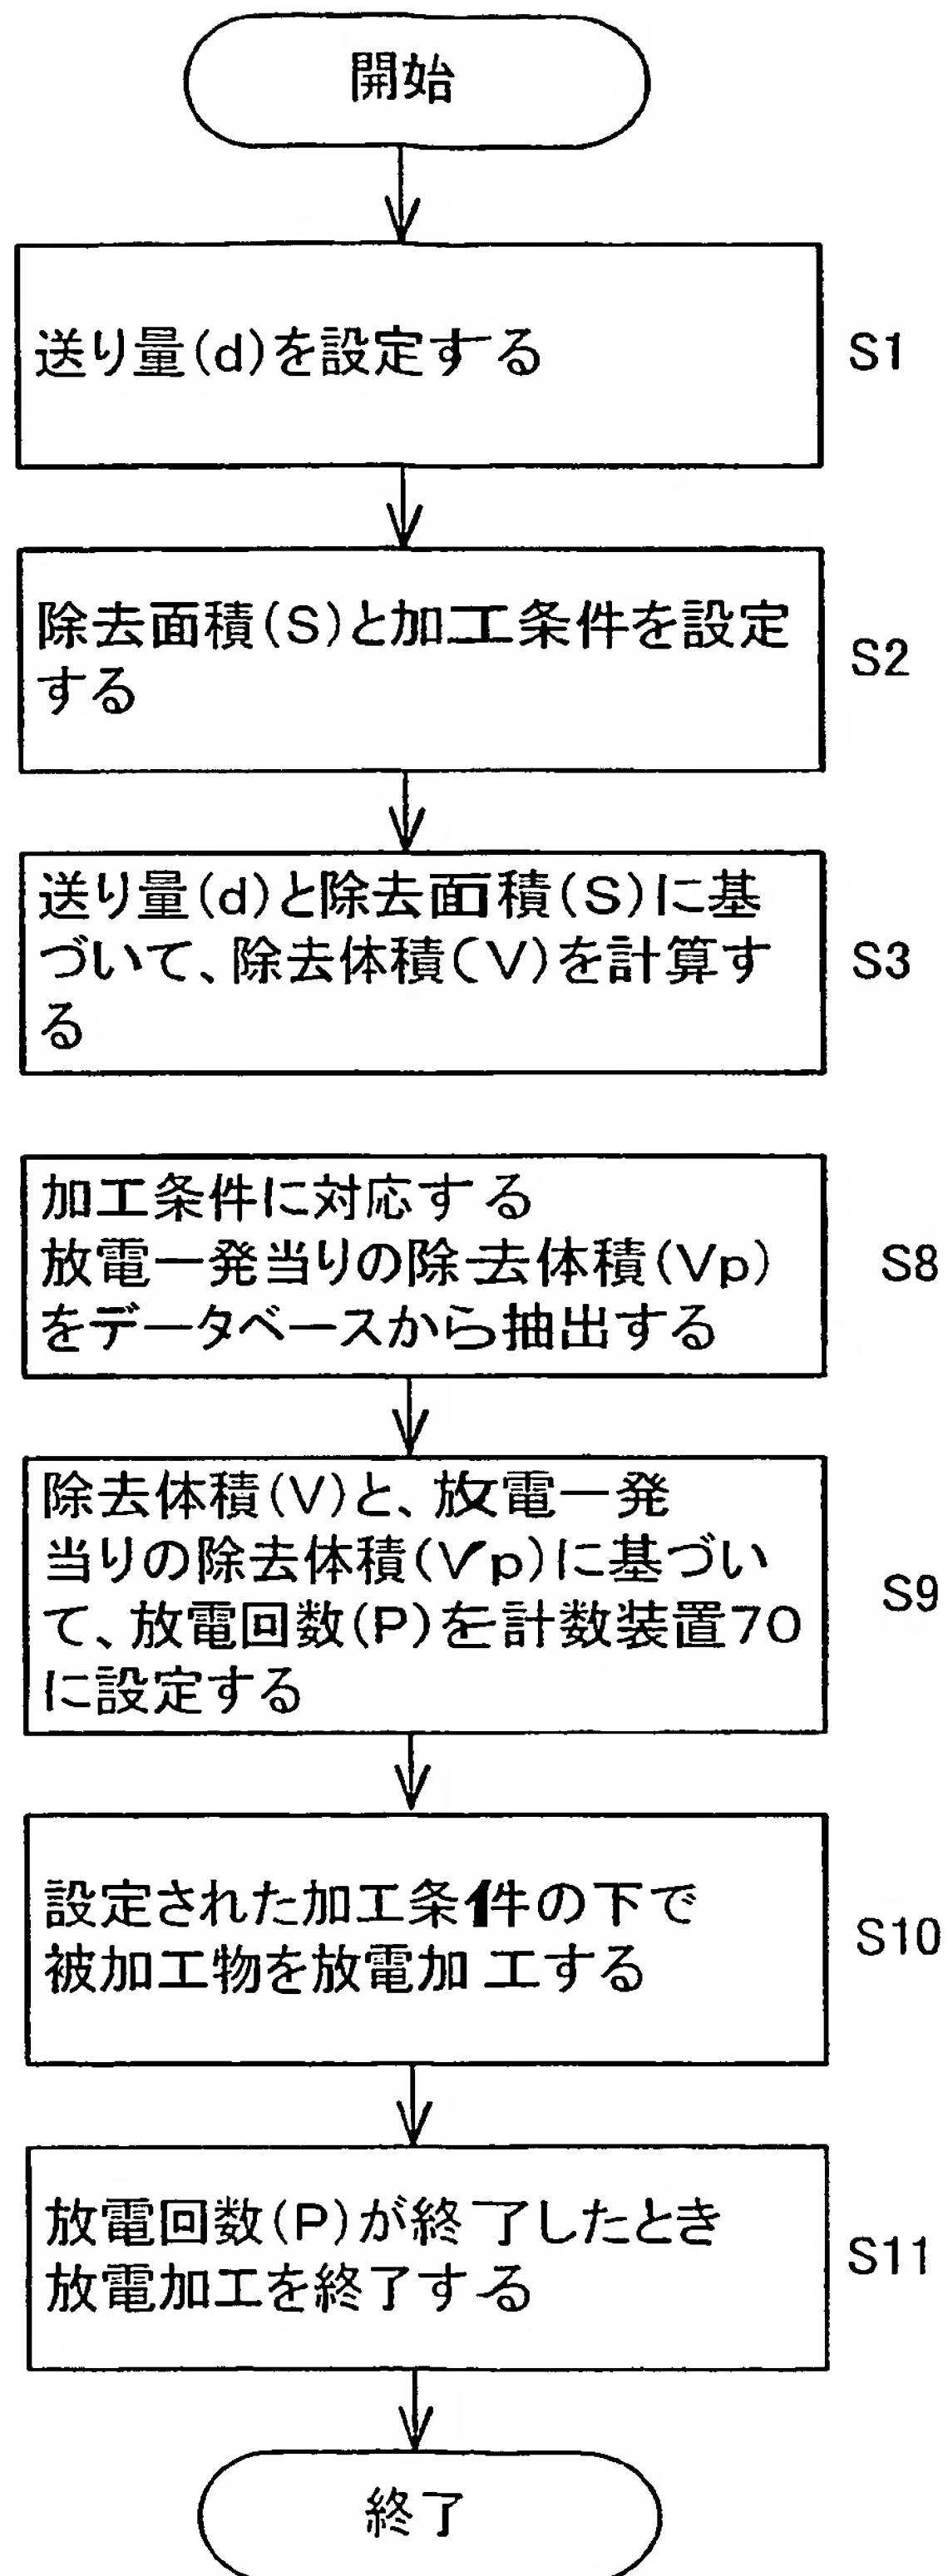 開始
送り量(d)を設定する
S1
除去面積(S)と加工条件を設定
する
S2
送り量(d)と除去面積(S)に基
づいて、除去体積(V)を計算す
る
S3
加工条件に対応する
放電一発当りの除去体積(Vp)
をデータベースから抽出する
S8
除去体積(V)と、放電一発
当りの除去体積(Vp)に基づい
て、放電回数(P)を計数装置70
に設定する
S9
設定された加工条件の下で
被加工物を放電加工する
S10
放電回数(P)が終了したとき
放電加工を終了する
S11
終了